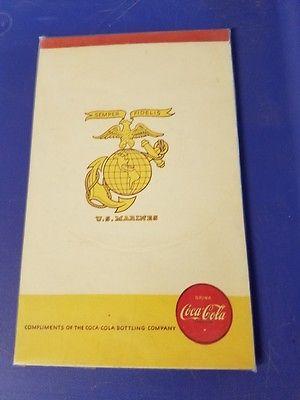 SEMPER FIDELIS
U.S. MARINES
DRINK
Coca-Cola
COMPLIMENTS OF THE COCA-COLA BOTTLING COMPANY